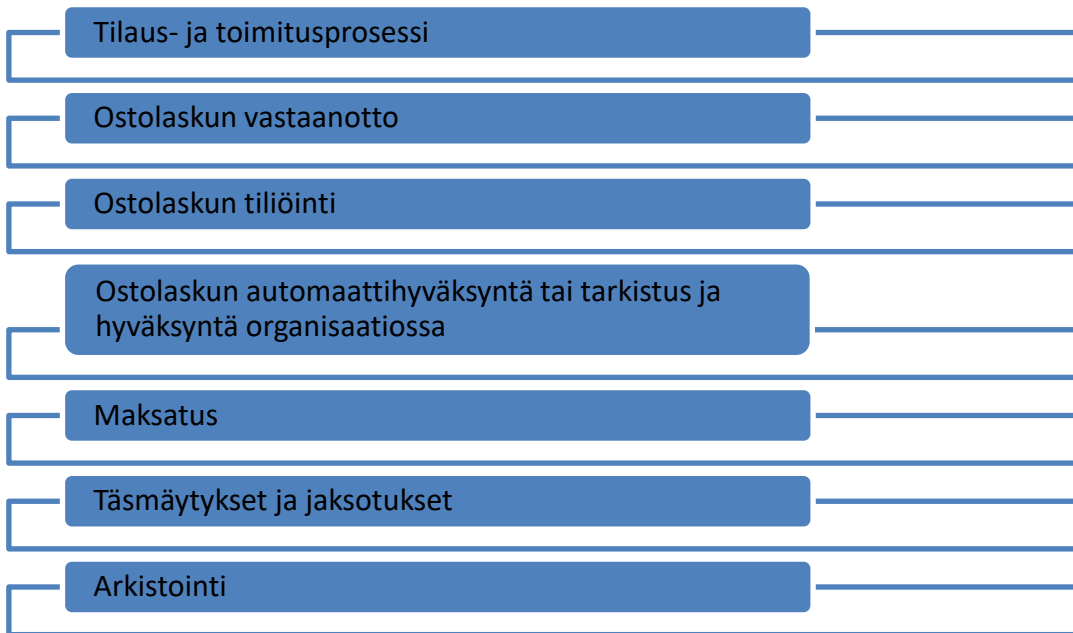 Tilaus- ja toimitusprosessi
Ostolaskun vastaanotto
Ostolaskun tiliöinti
Ostolaskun automaattihyväksyntä tai tarkistus ja
hyväksyntä organisaatiossa
Maksatus
Täsmäytykset ja jaksotukset
Arkistointi